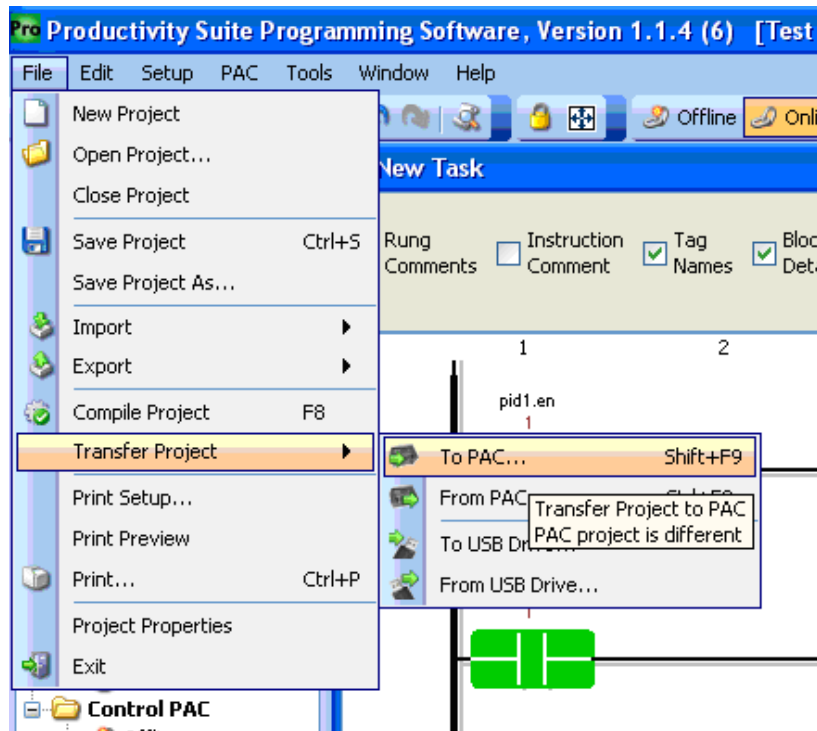 Pro Productivity Suite Programming Software, Version 1.1.4 (6) [Test
File Edit Setup PAC Tools Window Help
New Project
Offline
Open Project...
New Task
Close Project
Save Project Ctrl+S
Rung Comments
Instruction Comment
Tag Names
Save Project As...
Import
1 2
Export
pid1.en
1
Compile Project F8
Transfer Project
To PAC... Shift+F9
Print Setup...
From PAC
Transfer Project to PAC
PAC project is different
Print Preview
To USB
Print... Ctrl+P
From USB Drive...
Project Properties
Exit
Control PAC